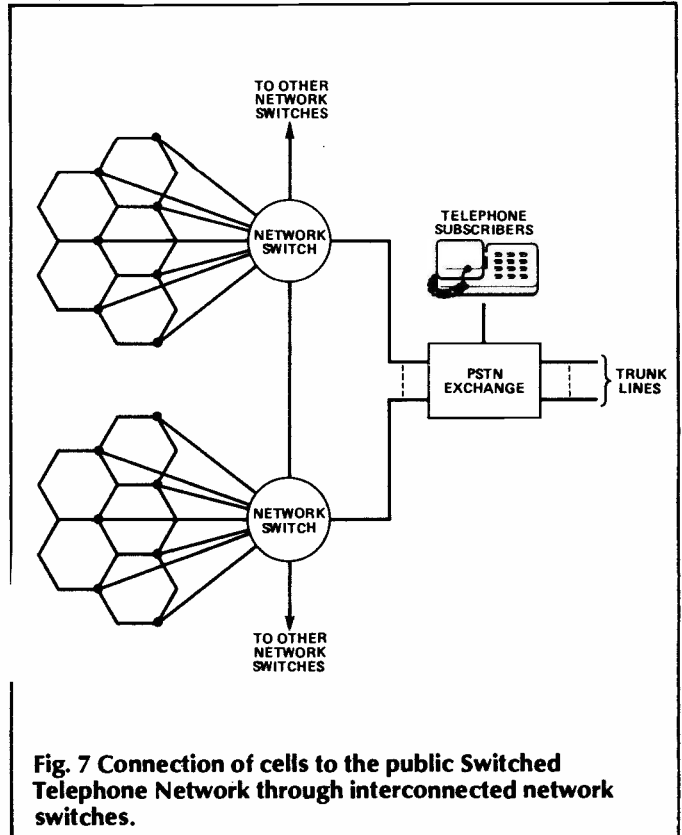 TO OTHER
NETWORK
SWITCHES
NETWORK
SWITCH
TELEPHONE
SUBSCRIBERS
PSTN
EXCHANGE
TRUNK
LINES
NETWORK
SWITCH
TO OTHER
NETWORK
SWITCHES
Fig. 7 Connection of cells to the public Switched
Telephone Network through interconnected network
switches.